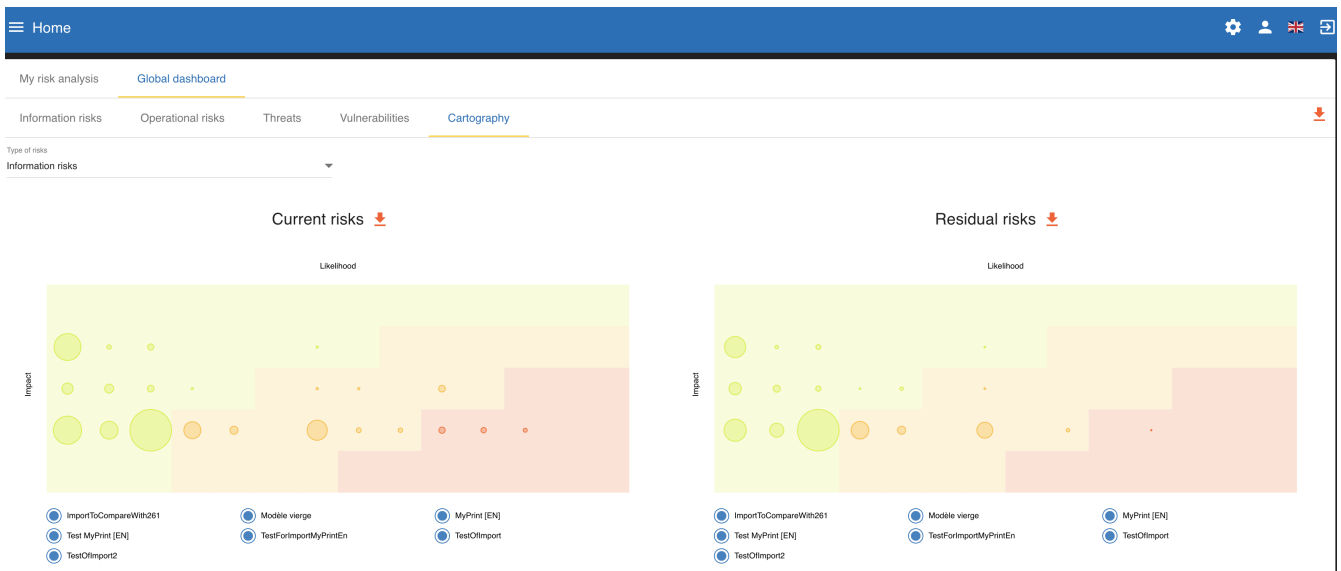 Home
My risk analysis Global dashboard
Information risks Operational risks Threats Vulnerabilities Cartography
Type of risks
Information risks
Current risks Residual risks
Likelihood Likelihood
Impact Impact
ImportToCompareWith261 Modèle vierge MyPrint [EN] ImportToCompareWith261 Modèle vierge MyPrint [EN]
Test MyPrint [EN] TestForImportMyPrintEn TestOfImport Test MyPrint [EN] TestForImportMyPrintEn TestOfImport
TestOfImport2 TestOfImport2